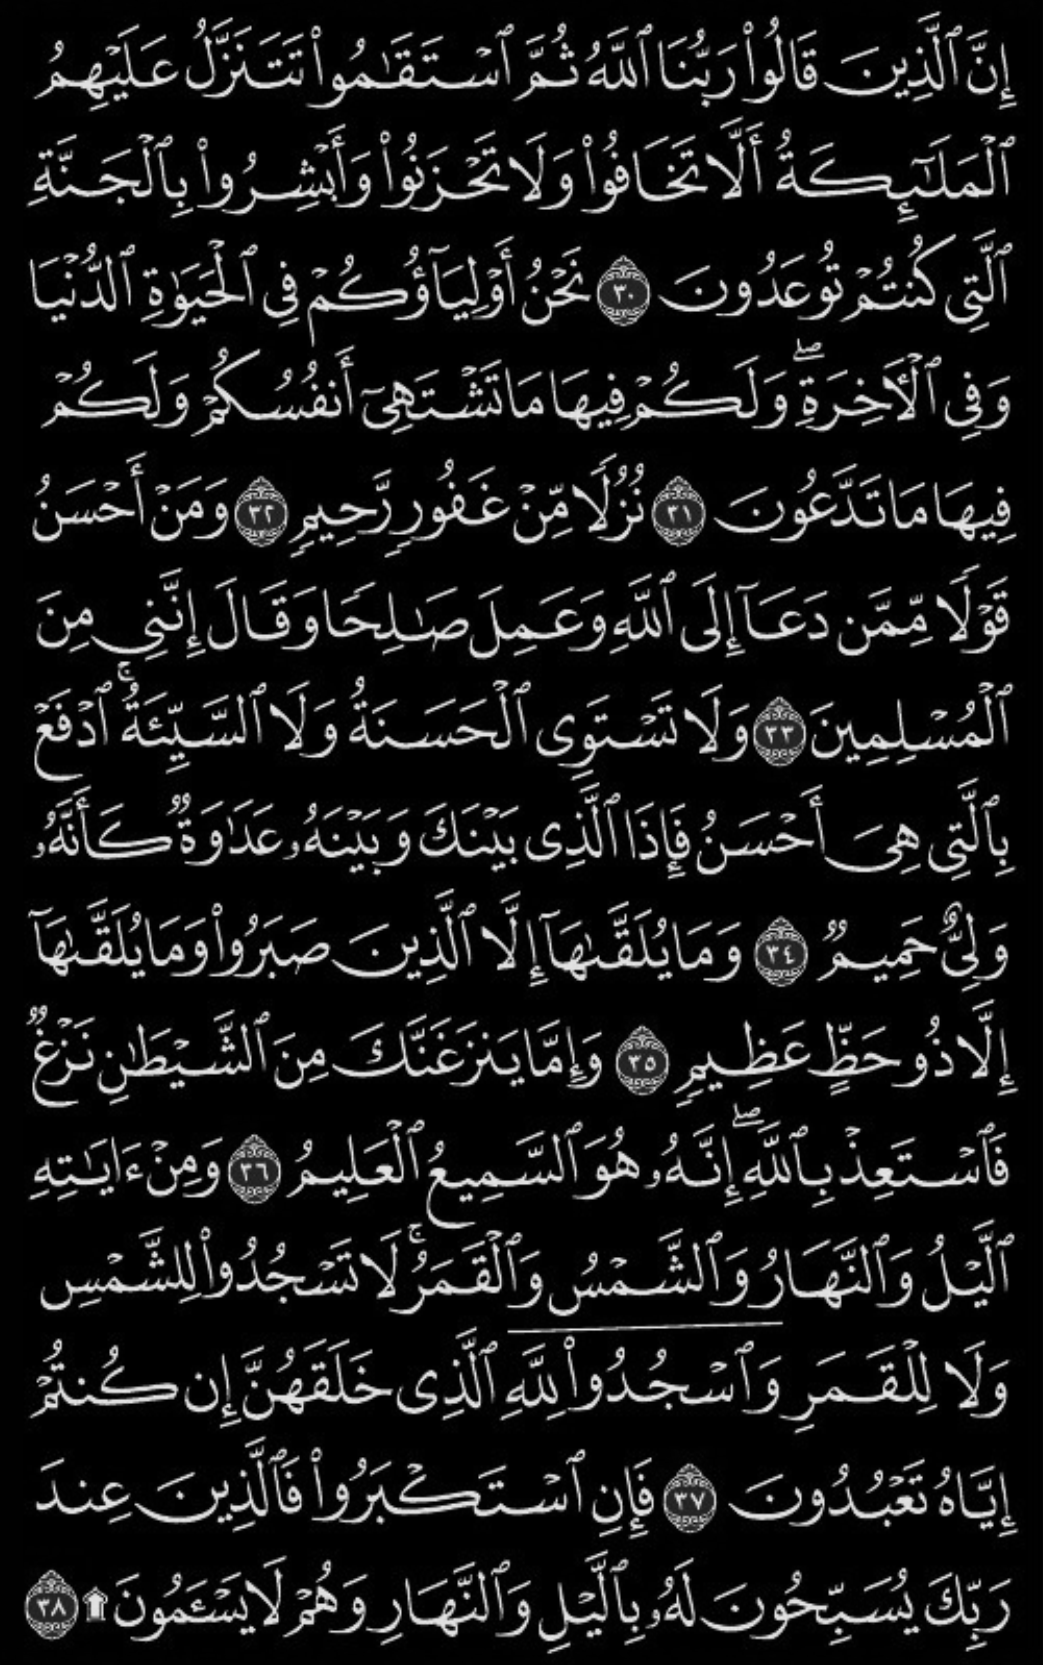 إِنَّ ٱلَّذِينَ قَالُوا۟ رَبُّنَا ٱللَّهُ ثُمَّ ٱسْتَقَـٰمُوا۟ تَتَنَزَّلُ عَلَيْهِمُ
ٱلْمَلَـٰٓئِكَةُ أَلَّا تَخَافُوا۟ وَلَا تَحْزَنُوا۟ وَأَبْشِرُوا۟ بِٱلْجَنَّةِ
ٱلَّتِى كُنتُمْ تُوعَدُونَ ٣٠ نَحْنُ أَوْلِيَآؤُكُمْ فِى ٱلْحَيَوٰةِ ٱلدُّنْيَا
وَفِى ٱلْـَٔاخِرَةِ ۖ وَلَكُمْ فِيهَا مَا تَشْتَهِىٓ أَنفُسُكُمْ وَلَكُمْ
فِيهَا مَا تَدَّعُونَ ٣١ نُزُلًا مِّنْ غَفُورٍ رَّحِيمٍ ٣٢ وَمَنْ أَحْسَنُ
قَوْلًا مِّمَّن دَعَآ إِلَى ٱللَّهِ وَعَمِلَ صَـٰلِحًا وَقَالَ إِنَّنِى مِنَ
ٱلْمُسْلِمِينَ ٣٣ وَلَا تَسْتَوِى ٱلْحَسَنَةُ وَلَا ٱلسَّيِّئَةُ ۚ ٱدْفَعْ
بِٱلَّتِى هِىَ أَحْسَنُ فَإِذَا ٱلَّذِى بَيْنَكَ وَبَيْنَهُۥ عَدَٰوَةٌ كَأَنَّهُۥ
وَلِىٌّ حَمِيمٌ ٣٤ وَمَا يُلَقَّىٰهَآ إِلَّا ٱلَّذِينَ صَبَرُوا۟ وَمَا يُلَقَّىٰهَآ
إِلَّا ذُو حَظٍّ عَظِيمٍ ٣٥ وَإِمَّا يَنزَغَنَّكَ مِنَ ٱلشَّيْطَـٰنِ نَزْغٌ
فَٱسْتَعِذْ بِٱللَّهِ ۖ إِنَّهُۥ هُوَ ٱلسَّمِيعُ ٱلْعَلِيمُ ٣٦ وَمِنْ ءَايَـٰتِهِ
ٱلَّيْلُ وَٱلنَّهَارُ وَٱلشَّمْسُ وَٱلْقَمَرُ ۚ لَا تَسْجُدُوا۟ لِلشَّمْسِ
وَلَا لِلْقَمَرِ وَٱسْجُدُوا۟ لِلَّهِ ٱلَّذِى خَلَقَهُنَّ إِن كُنتُمْ
إِيَّاهُ تَعْبُدُونَ ٣٧ فَإِنِ ٱسْتَكْبَرُوا۟ فَٱلَّذِينَ عِندَ
رَبِّكَ يُسَبِّحُونَ لَهُۥ بِٱلَّيْلِ وَٱلنَّهَارِ وَهُمْ لَا يَسْـَٔمُونَ ۩ ٣٨